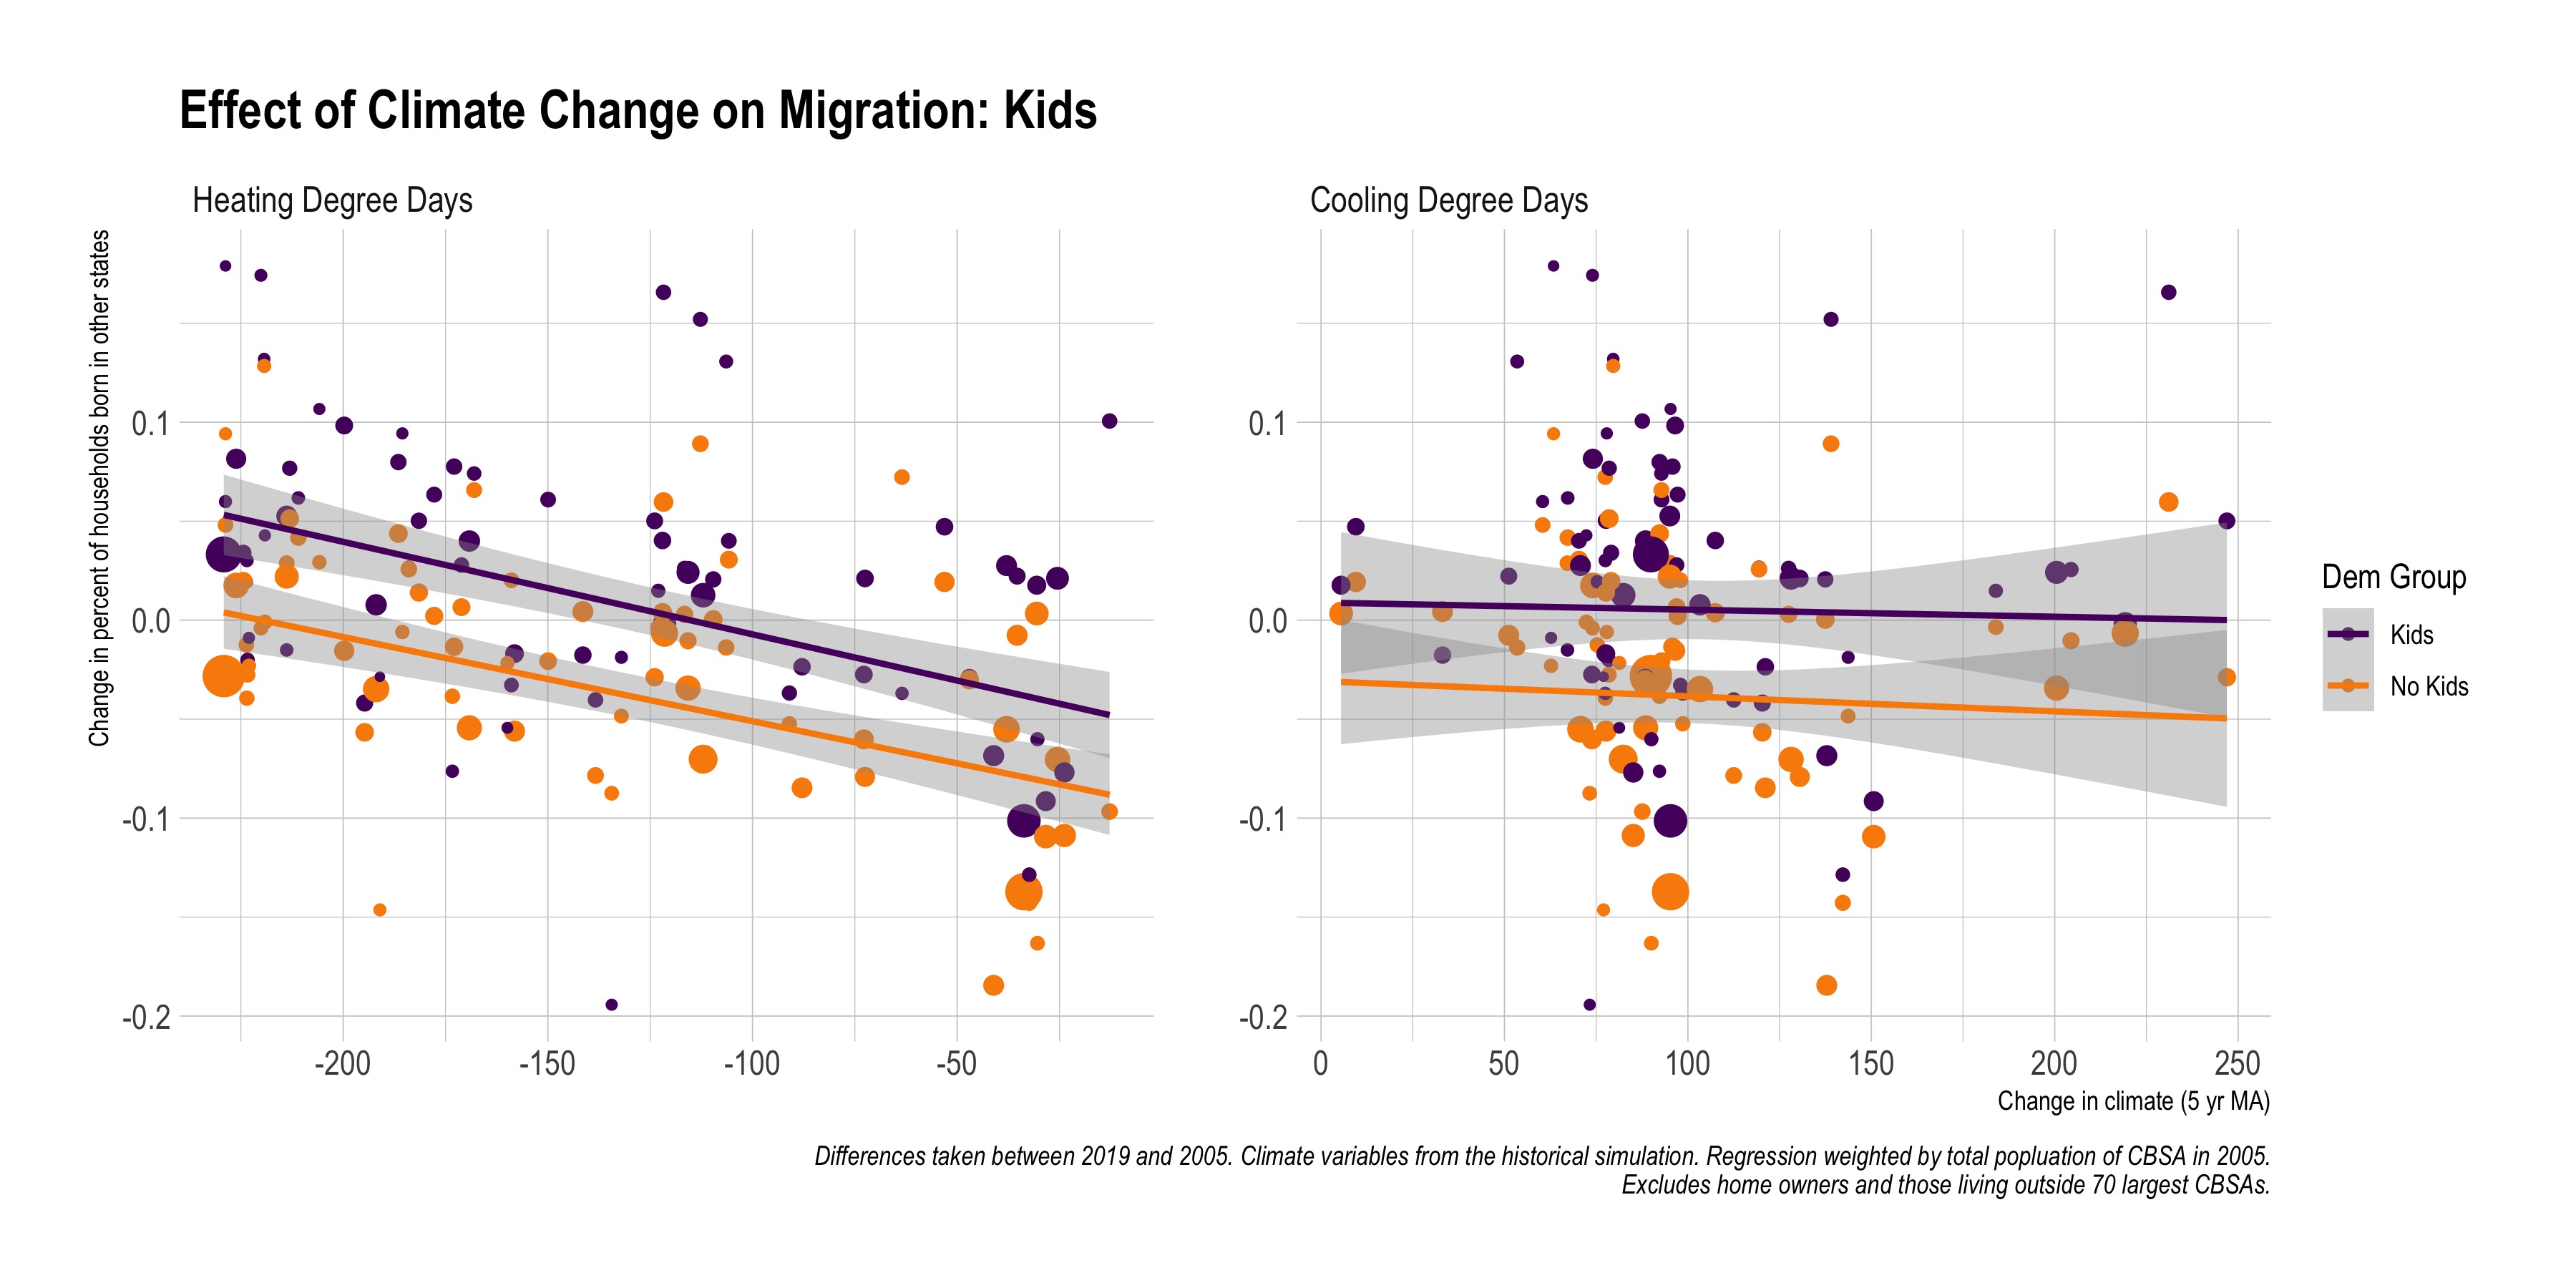 Effect of Climate Change on Migration: Kids
Heating Degree Days
Cooling Degree Days
Change in percent of households born in other states
0.1
0.0
-0.1
-0.2
0.1
0.0
-0.1
-0.2
-200
-150
-100
-50
0
50
100
150
200
250
Change in climate (5 yr MA)
Dem Group
Kids
No Kids
Differences taken between 2019 and 2005. Climate variables from the historical simulation. Regression weighted by total popluation of CBSA in 2005.
Excludes home owners and those living outside 70 largest CBSAs.